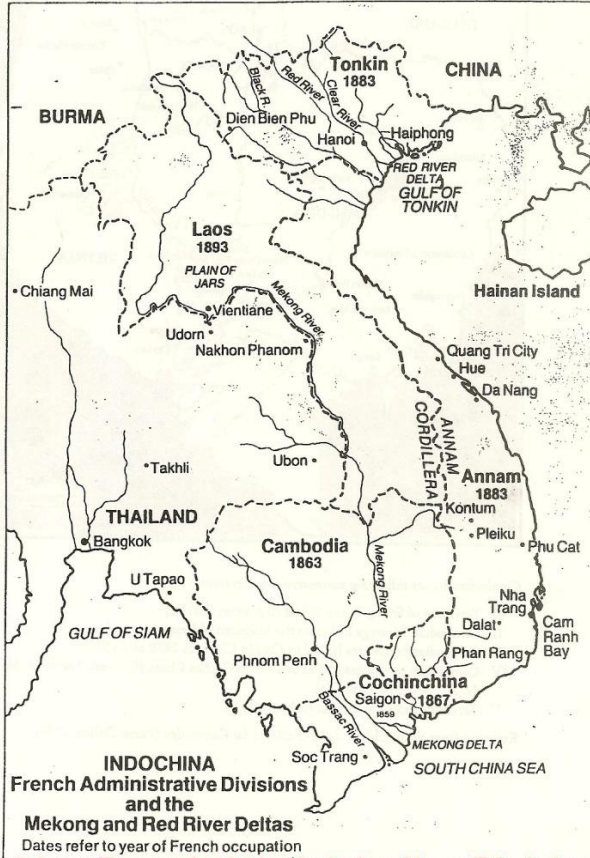 Tonkin
1883
CHINA
BURMA
Black R.
Red River
Clear River
Dien Bien Phu
Hanoi
Haiphong
RED RIVER
DELTA
GULF OF
TONKIN
Laos
1893
PLAIN OF
JARS
Chiang Mai
Hainan Island
Vientiane
Mekong River
Udorn
Nakhon Phanom
Quang Tri City
Hue
Da Nang
ANNAM
CORDILLERA
Takhli
Ubon
Annam
1883
Kontum
THAILAND
Cambodia
1863
Pleiku
Bangkok
Phu Cat
Mekong River
U Tapao
Nha
Trang
Dalat
Cam
Ranh
Bay
GULF OF SIAM
Phnom Penh
Phan Rang
Cochinchina
1867
Saigon
1859
Bassac River
MEKONG DELTA
Soc Trang
SOUTH CHINA SEA
INDOCHINA
French Administrative Divisions
and the
Mekong and Red River Deltas
Dates refer to year of French occupation